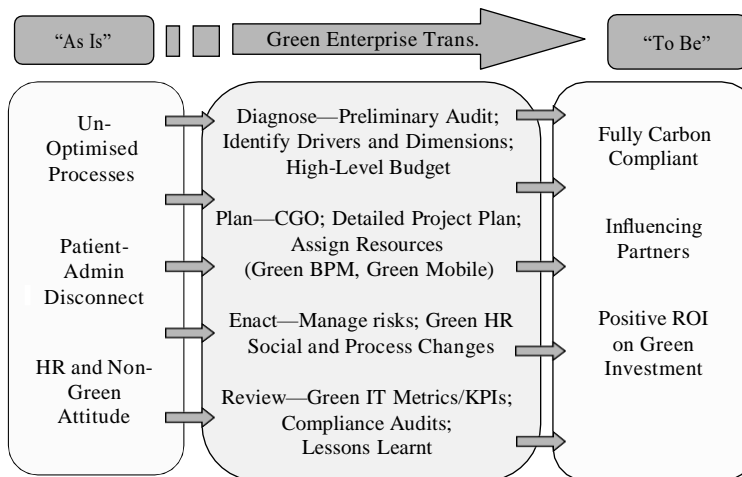 “As Is”
Green Enterprise Trans.
“To Be”
Un-
Optimised
Processes
Patient-
Admin
Disconnect
HR and Non-
Green
Attitude
Diagnose—Preliminary Audit;
Identify Drivers and Dimensions;
High-Level Budget
Plan—CGO; Detailed Project Plan;
Assign Resources
(Green BPM, Green Mobile)
Enact—Manage risks; Green HR
Social and Process Changes
Review—Green IT Metrics/KPIs;
Compliance Audits;
Lessons Learnt
Fully Carbon
Compliant
Influencing
Partners
Positive ROI
on Green
Investment